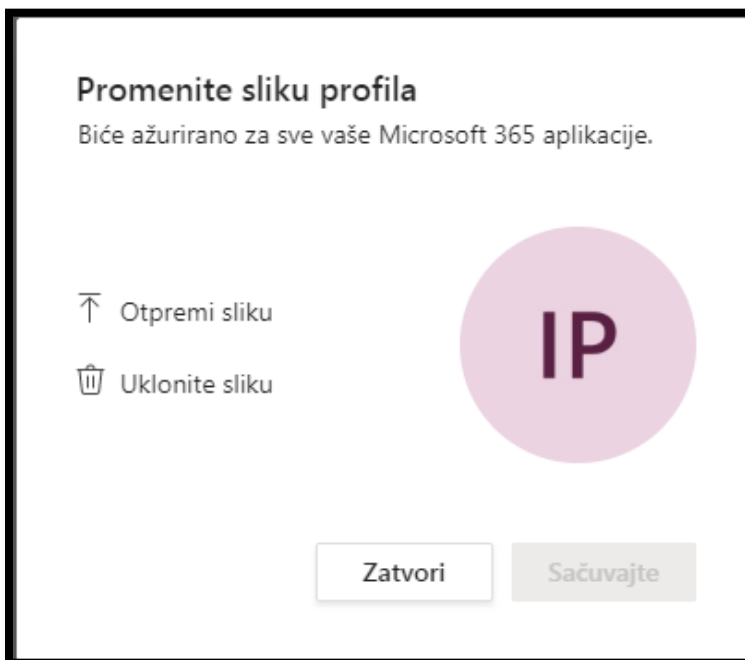 Promenite sliku profila
Biće ažurirano za sve vaše Microsoft 365 aplikacije.
Otpremi sliku
IP
Uklonite sliku
Zatvori
Sačuvajte